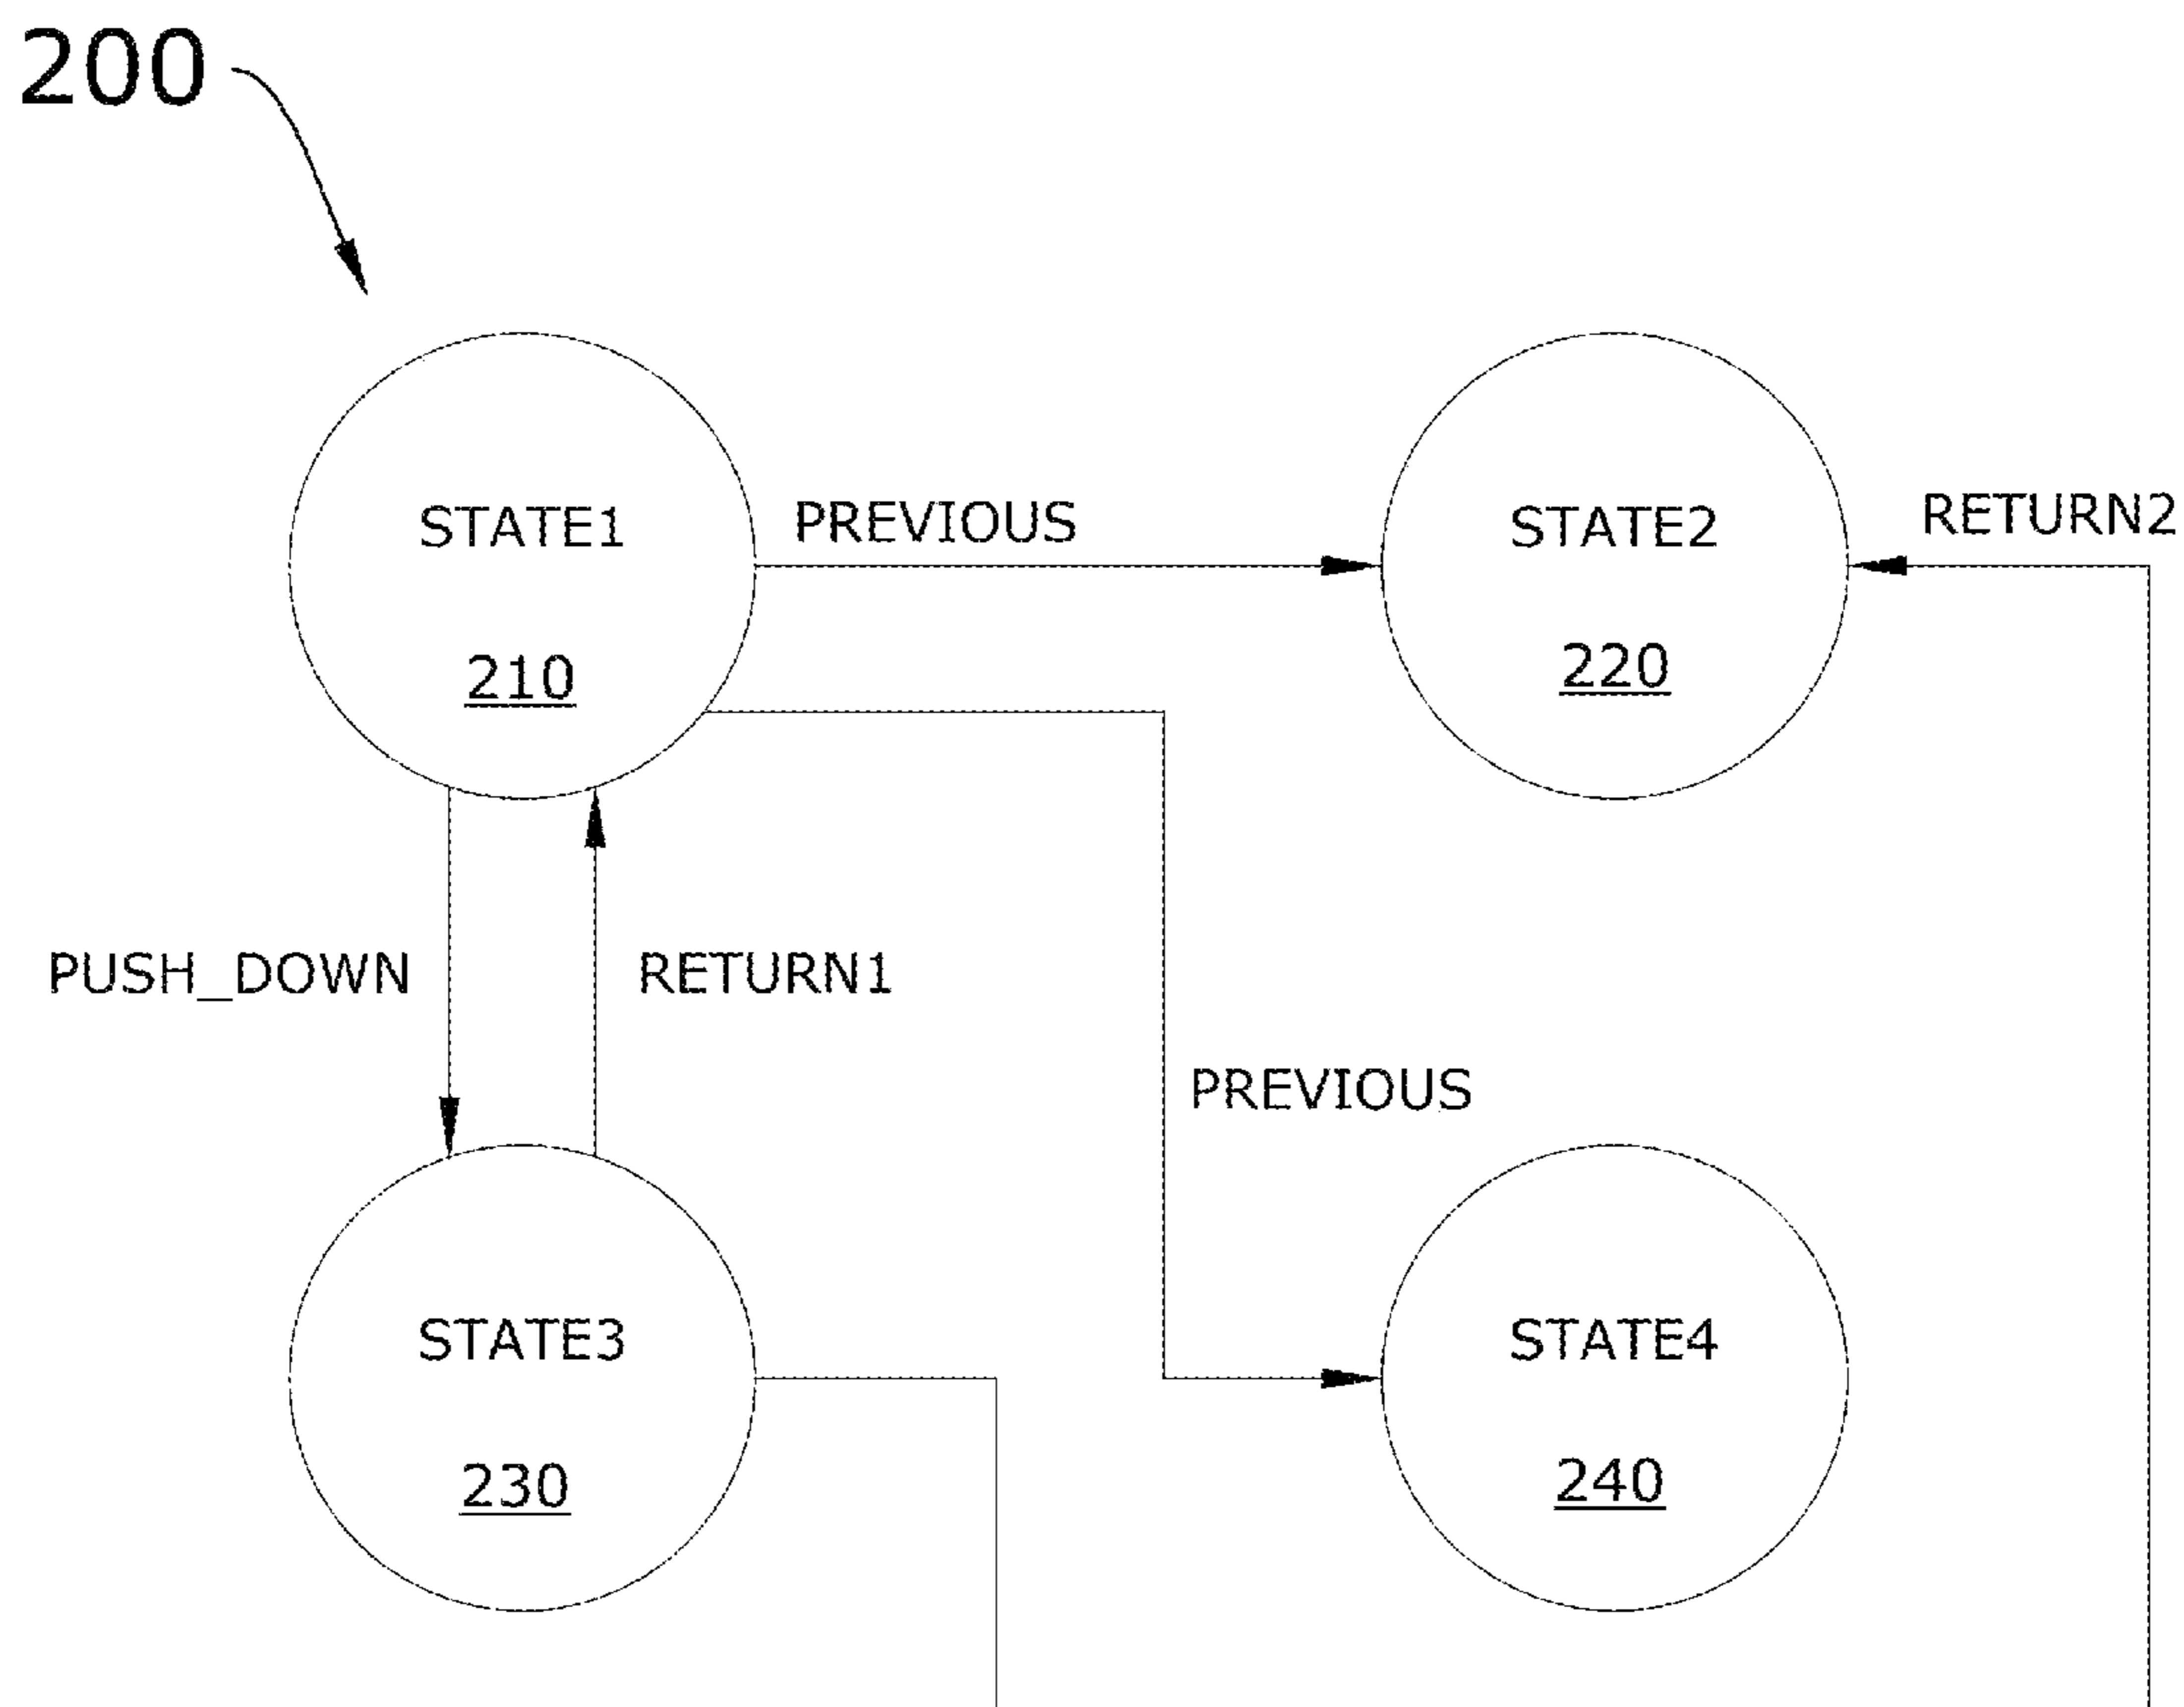 200
STATE1
210
PREVIOUS
STATE2
220
RETURN2
PUSH_DOWN
RETURN1
PREVIOUS
STATE3
230
STATE4
240